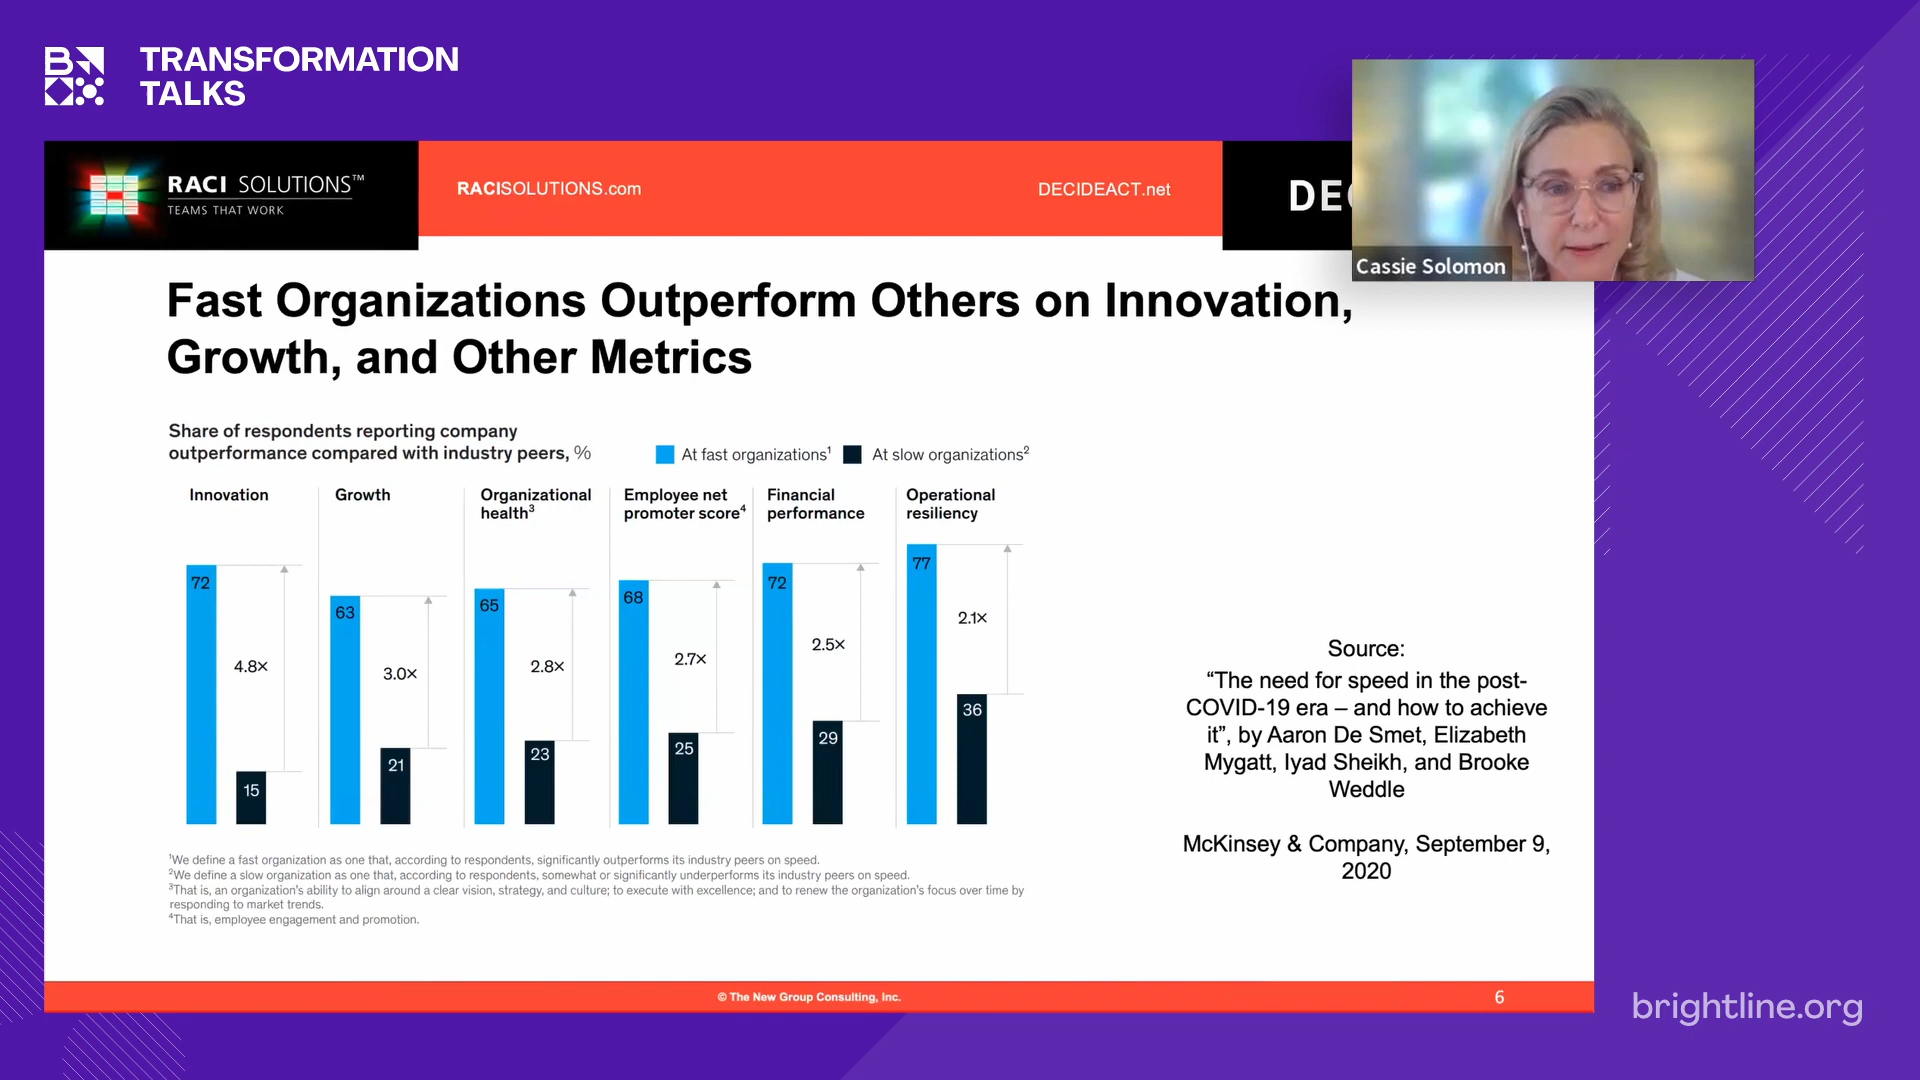 TRANSFORMATION
TALKS
RACI SOLUTIONS™
TEAMS THAT WORK
RACISOLUTIONS.com
DECIDEACT.net
DEC
Cassie Solomon
Fast Organizations Outperform Others on Innovation,
Growth, and Other Metrics
Share of respondents reporting company
outperformance compared with industry peers, %
At fast organizations¹
At slow organizations²
Innovation
72
4.8×
15
Growth
63
3.0×
21
Organizational
health³
65
2.8×
23
Employee net
promoter score⁴
68
2.7×
25
Financial
performance
72
2.5×
29
Operational
resiliency
77
2.1×
36
Source:
“The need for speed in the post-
COVID-19 era – and how to achieve
it”, by Aaron De Smet, Elizabeth
Mygatt, Iyad Sheikh, and Brooke
Weddle
McKinsey & Company, September 9,
2020
¹We define a fast organization as one that, according to respondents, significantly outperforms its industry peers on speed.
²We define a slow organization as one that, according to respondents, somewhat or significantly underperforms its industry peers on speed.
³That is, an organization’s ability to align around a clear vision, strategy, and culture; to execute with excellence; and to renew the organization’s focus over time by
responding to market trends.
⁴That is, employee engagement and promotion.
© The New Group Consulting, Inc.
6
brightline.org